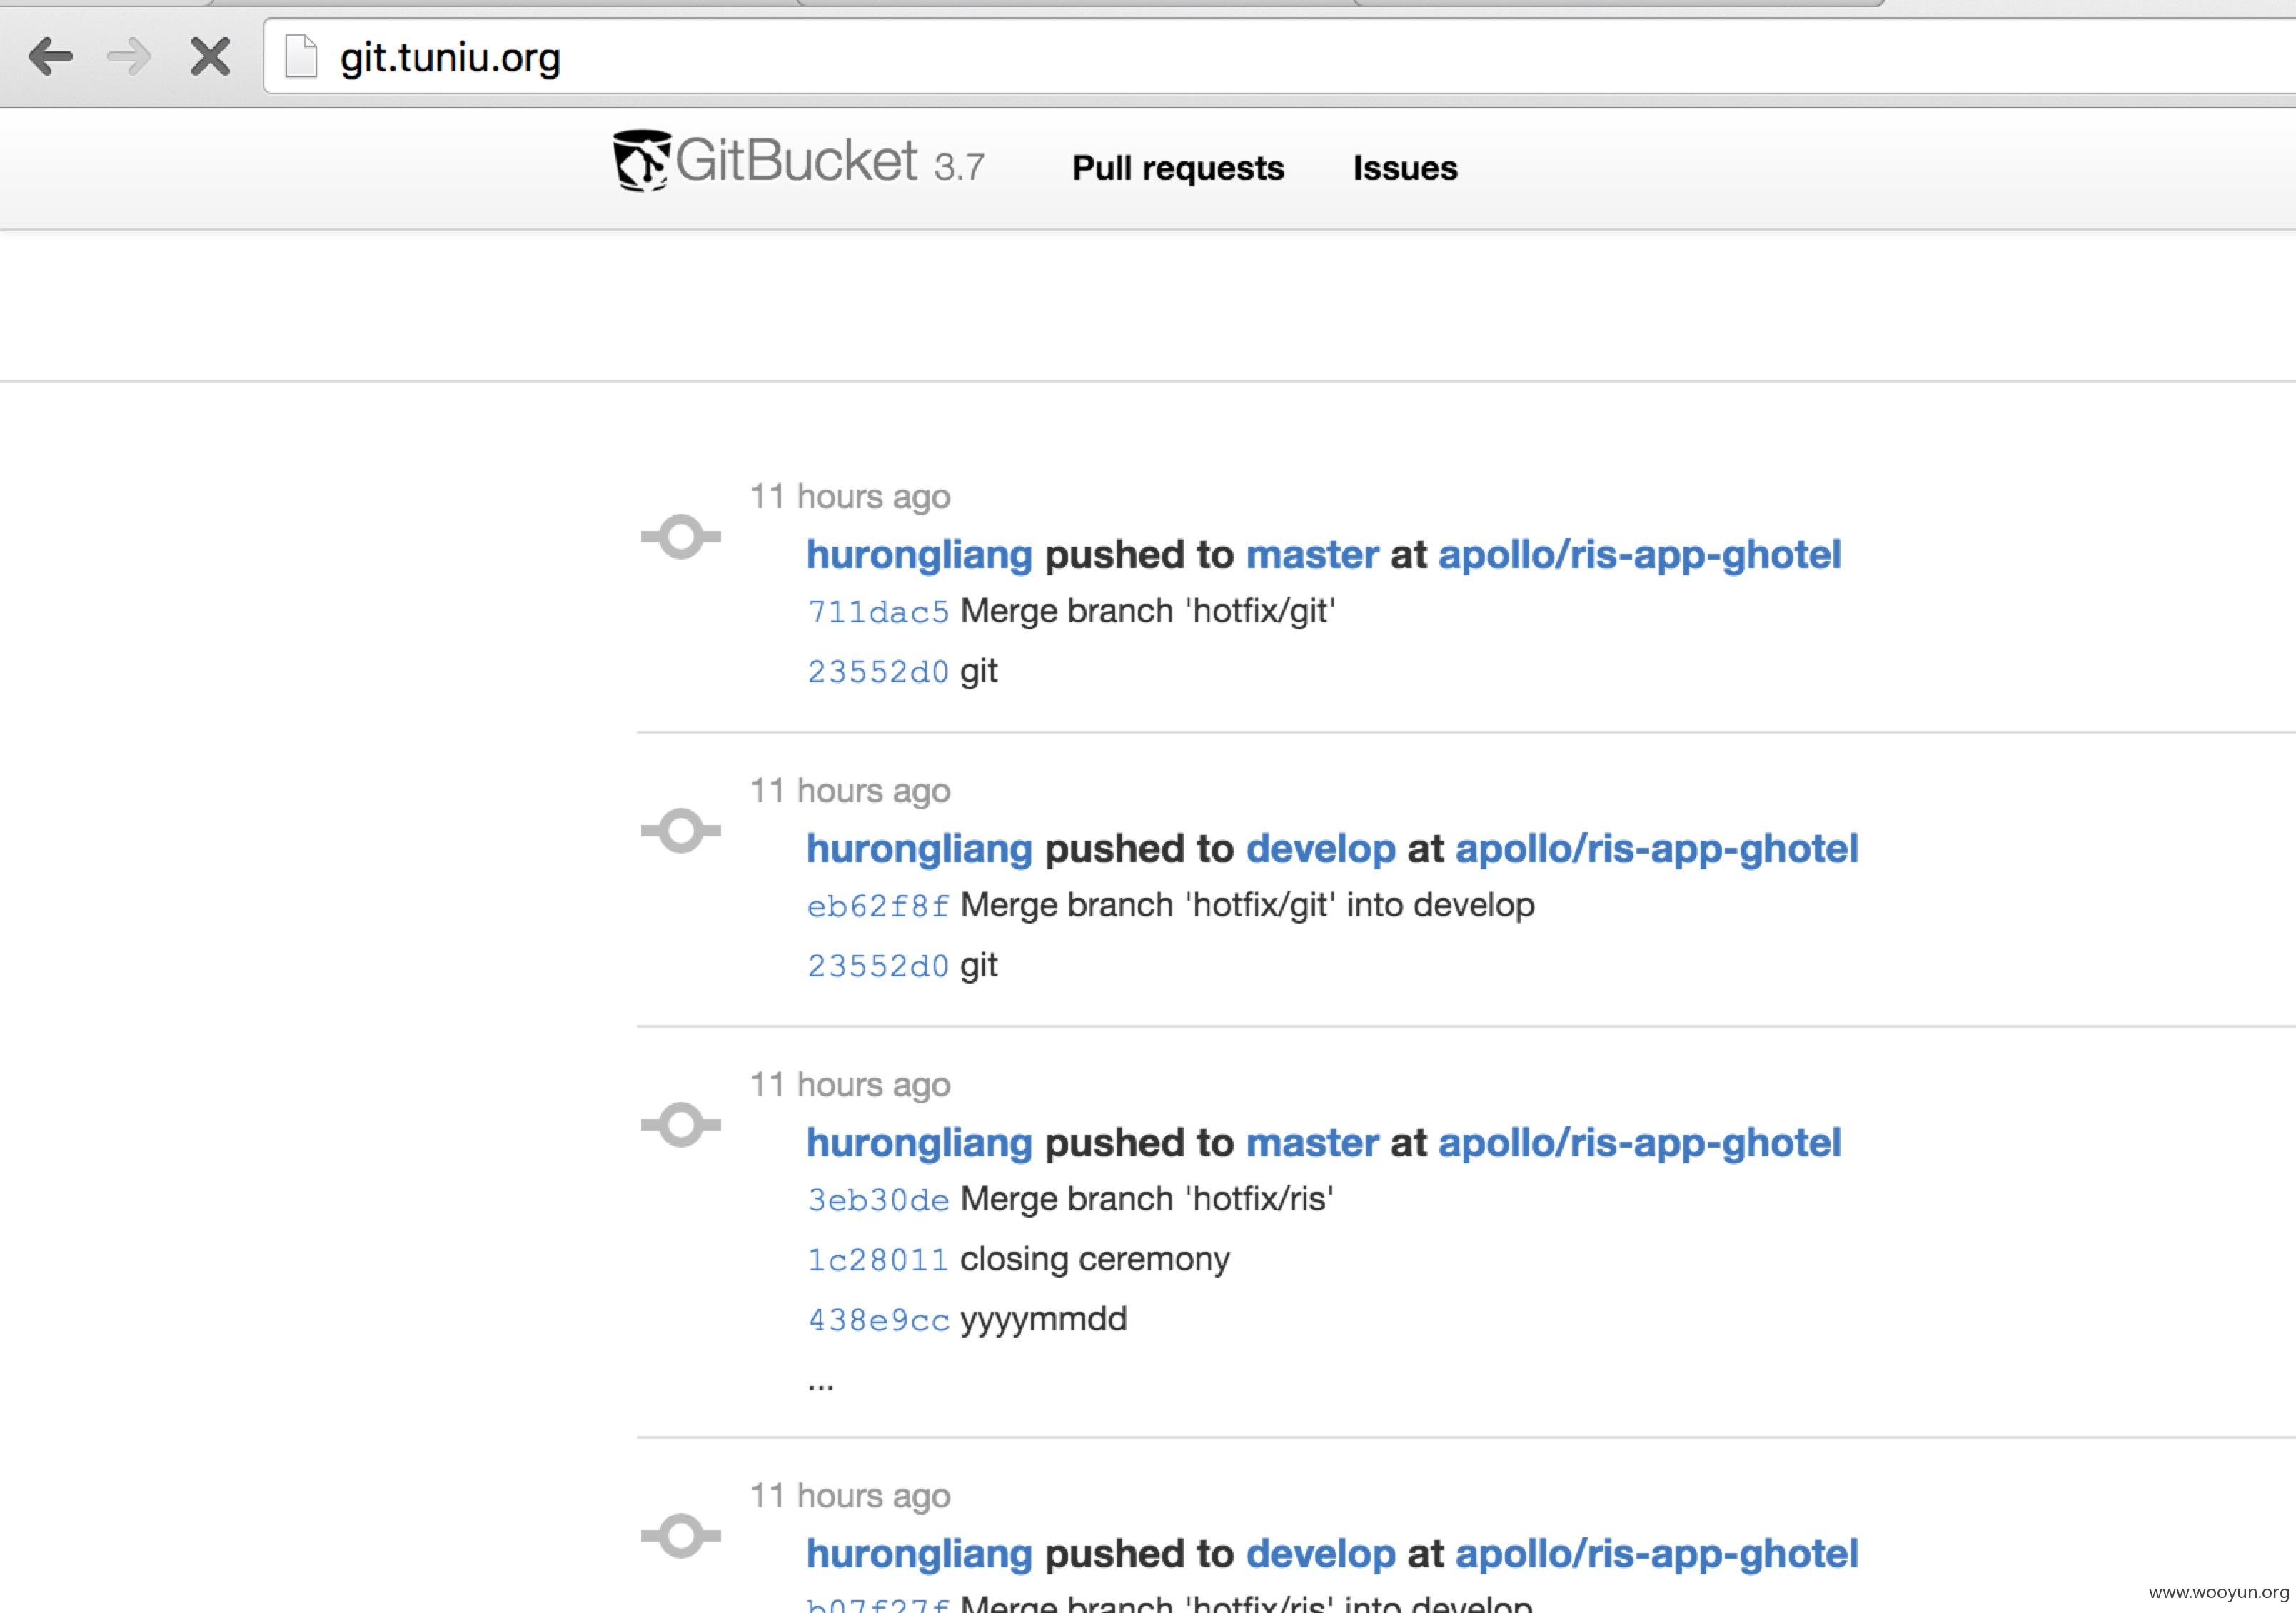 git.tuniu.org
GitBucket 3.7 Pull requests Issues
11 hours ago
hurongliang pushed to master at apollo/ris-app-ghotel
711dac5 Merge branch 'hotfix/git'
23552d0 git
11 hours ago
hurongliang pushed to develop at apollo/ris-app-ghotel
eb62f8f Merge branch 'hotfix/git' into develop
23552d0 git
11 hours ago
hurongliang pushed to master at apollo/ris-app-ghotel
3eb30de Merge branch 'hotfix/ris'
1c28011 closing ceremony
438e9cc yyyymmdd
...
11 hours ago
hurongliang pushed to develop at apollo/ris-app-ghotel
b07f27f Merge branch 'hotfix/ris' into develop
www.wooyun.org